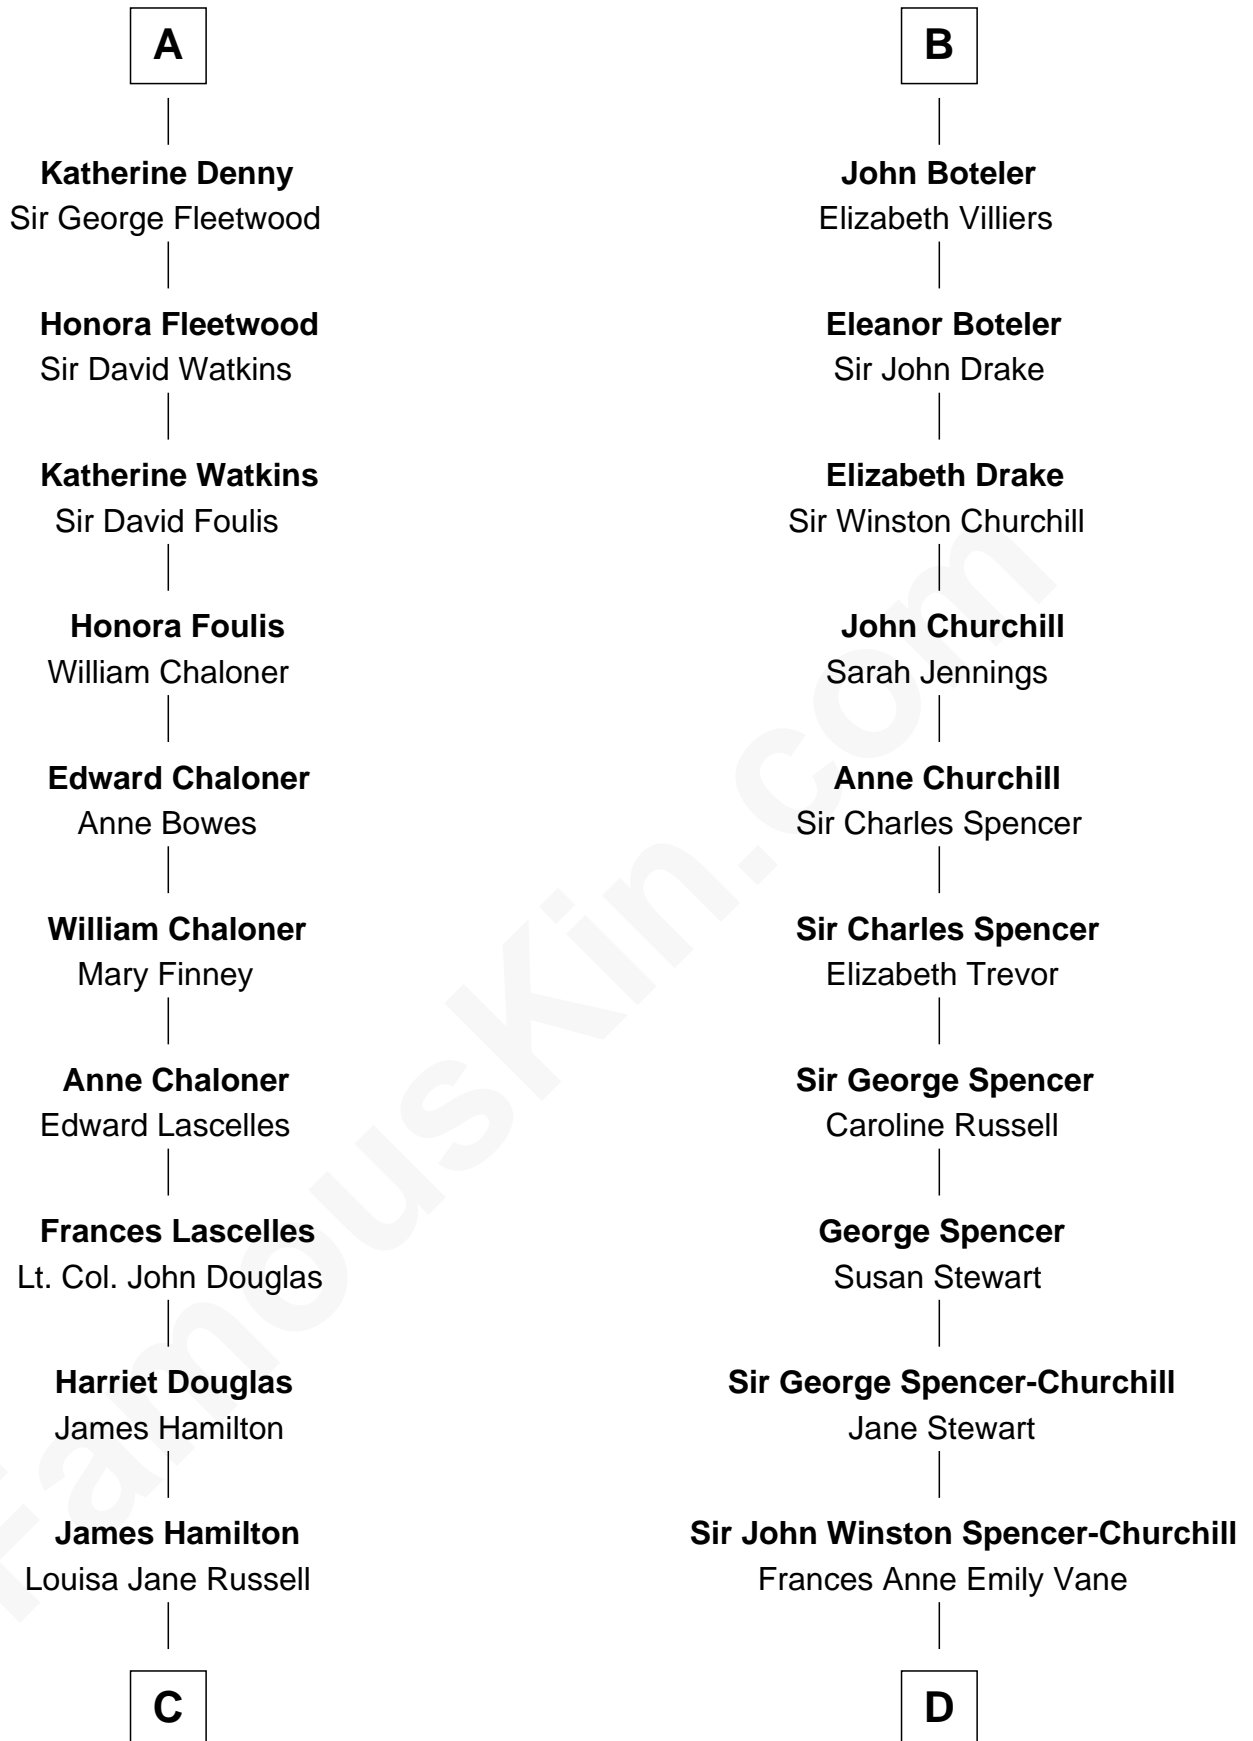 A
Katherine Denny
Sir George Fleetwood
Honora Fleetwood
Sir David Watkins
Katherine Watkins
Sir David Foulis
Honora Foulis
William Chaloner
Edward Chaloner
Anne Bowes
William Chaloner
Mary Finney
Anne Chaloner
Edward Lascelles
Frances Lascelles
Lt. Col. John Douglas
Harriet Douglas
James Hamilton
James Hamilton
Louisa Jane Russell
C
B
John Boteler
Elizabeth Villiers
Eleanor Boteler
Sir John Drake
Elizabeth Drake
Sir Winston Churchill
John Churchill
Sarah Jennings
Anne Churchill
Sir Charles Spencer
Sir Charles Spencer
Elizabeth Trevor
Sir George Spencer
Caroline Russell
George Spencer
Susan Stewart
Sir George Spencer-Churchill
Jane Stewart
Sir John Winston Spencer-Churchill
Frances Anne Emily Vane
D
FamousKin.com